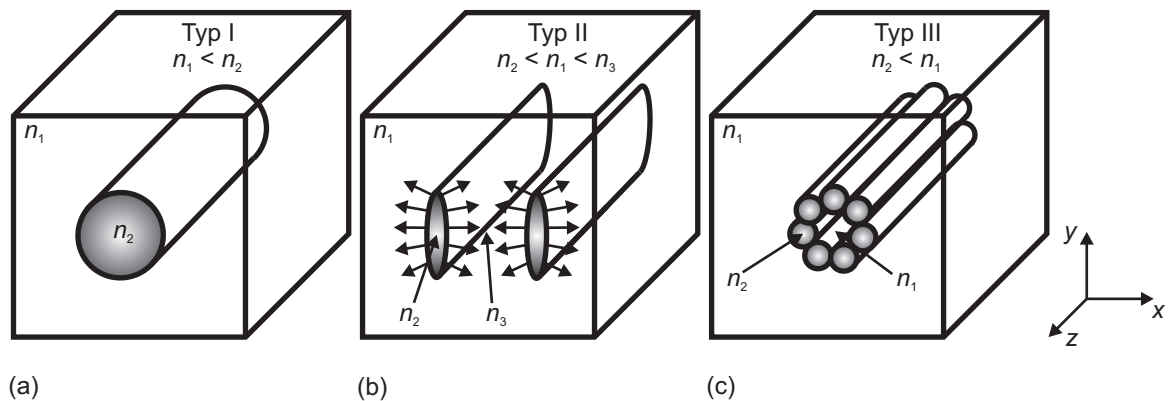 Typ I
n₁ < n₂
n₁
n₂
(a)
Typ II
n₂ < n₁ < n₃
n₁
n₂
n₃
(b)
Typ III
n₂ < n₁
n₁
n₂
n₁
(c)
y
x
z